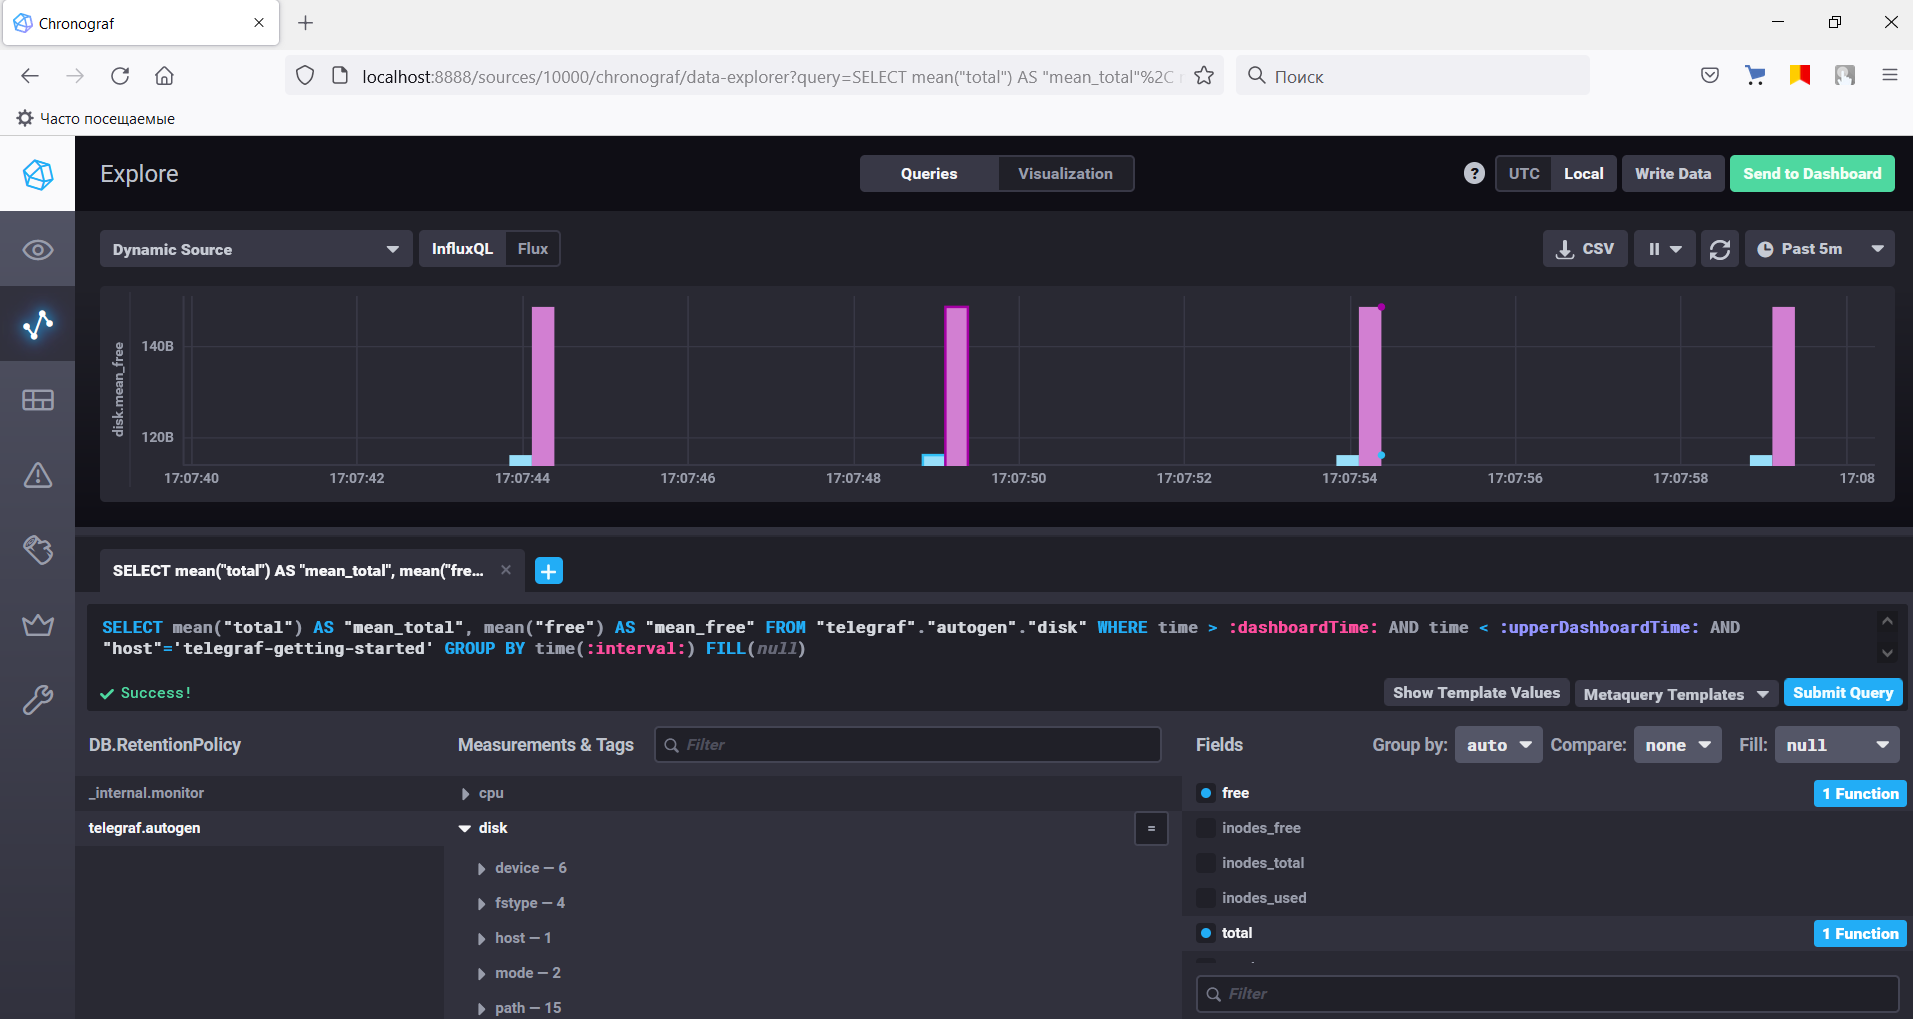 Chronograf
localhost:8888/sources/10000/chronograf/data-explorer?query=SELECT mean("total") AS "mean_total"%2C
Поиск
Часто посещаемые
Explore
Queries
Visualization
?
UTC
Local
Write Data
Send to Dashboard
Dynamic Source
InfluxQL
Flux
CSV
Past 5m
disk.mean_free
140B
120B
17:07:40
17:07:42
17:07:44
17:07:46
17:07:48
17:07:50
17:07:52
17:07:54
17:07:56
17:07:58
17:08
SELECT mean("total") AS "mean_total", mean("fre...
SELECT mean("total") AS "mean_total", mean("free") AS "mean_free" FROM "telegraf"."autogen"."disk" WHERE time > :dashboardTime: AND time < :upperDashboardTime: AND
"host"='telegraf-getting-started' GROUP BY time(:interval:) FILL(null)
Success!
Show Template Values
Metaquery Templates
Submit Query
DB.RetentionPolicy
Measurements & Tags
Filter
Fields
Group by:
auto
Compare:
none
Fill:
null
_internal.monitor
cpu
free
1 Function
telegraf.autogen
disk
=
inodes_free
device — 6
inodes_total
fstype — 4
inodes_used
host — 1
total
1 Function
mode — 2
Filter
path — 15